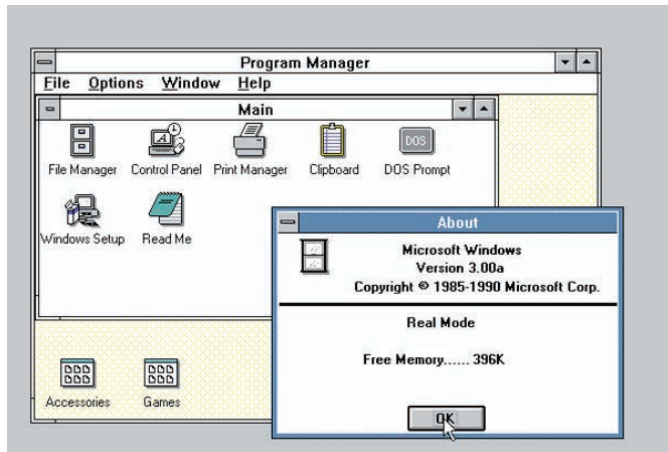 Program Manager
File Options Window Help
Main
File Manager Control Panel Print Manager Clipboard DOS Prompt
DOS
Windows Setup Read Me
About
Microsoft Windows
Version 3.00a
Copyright © 1985-1990 Microsoft Corp.
Real Mode
Free Memory...... 396K
OK
Accessories Games